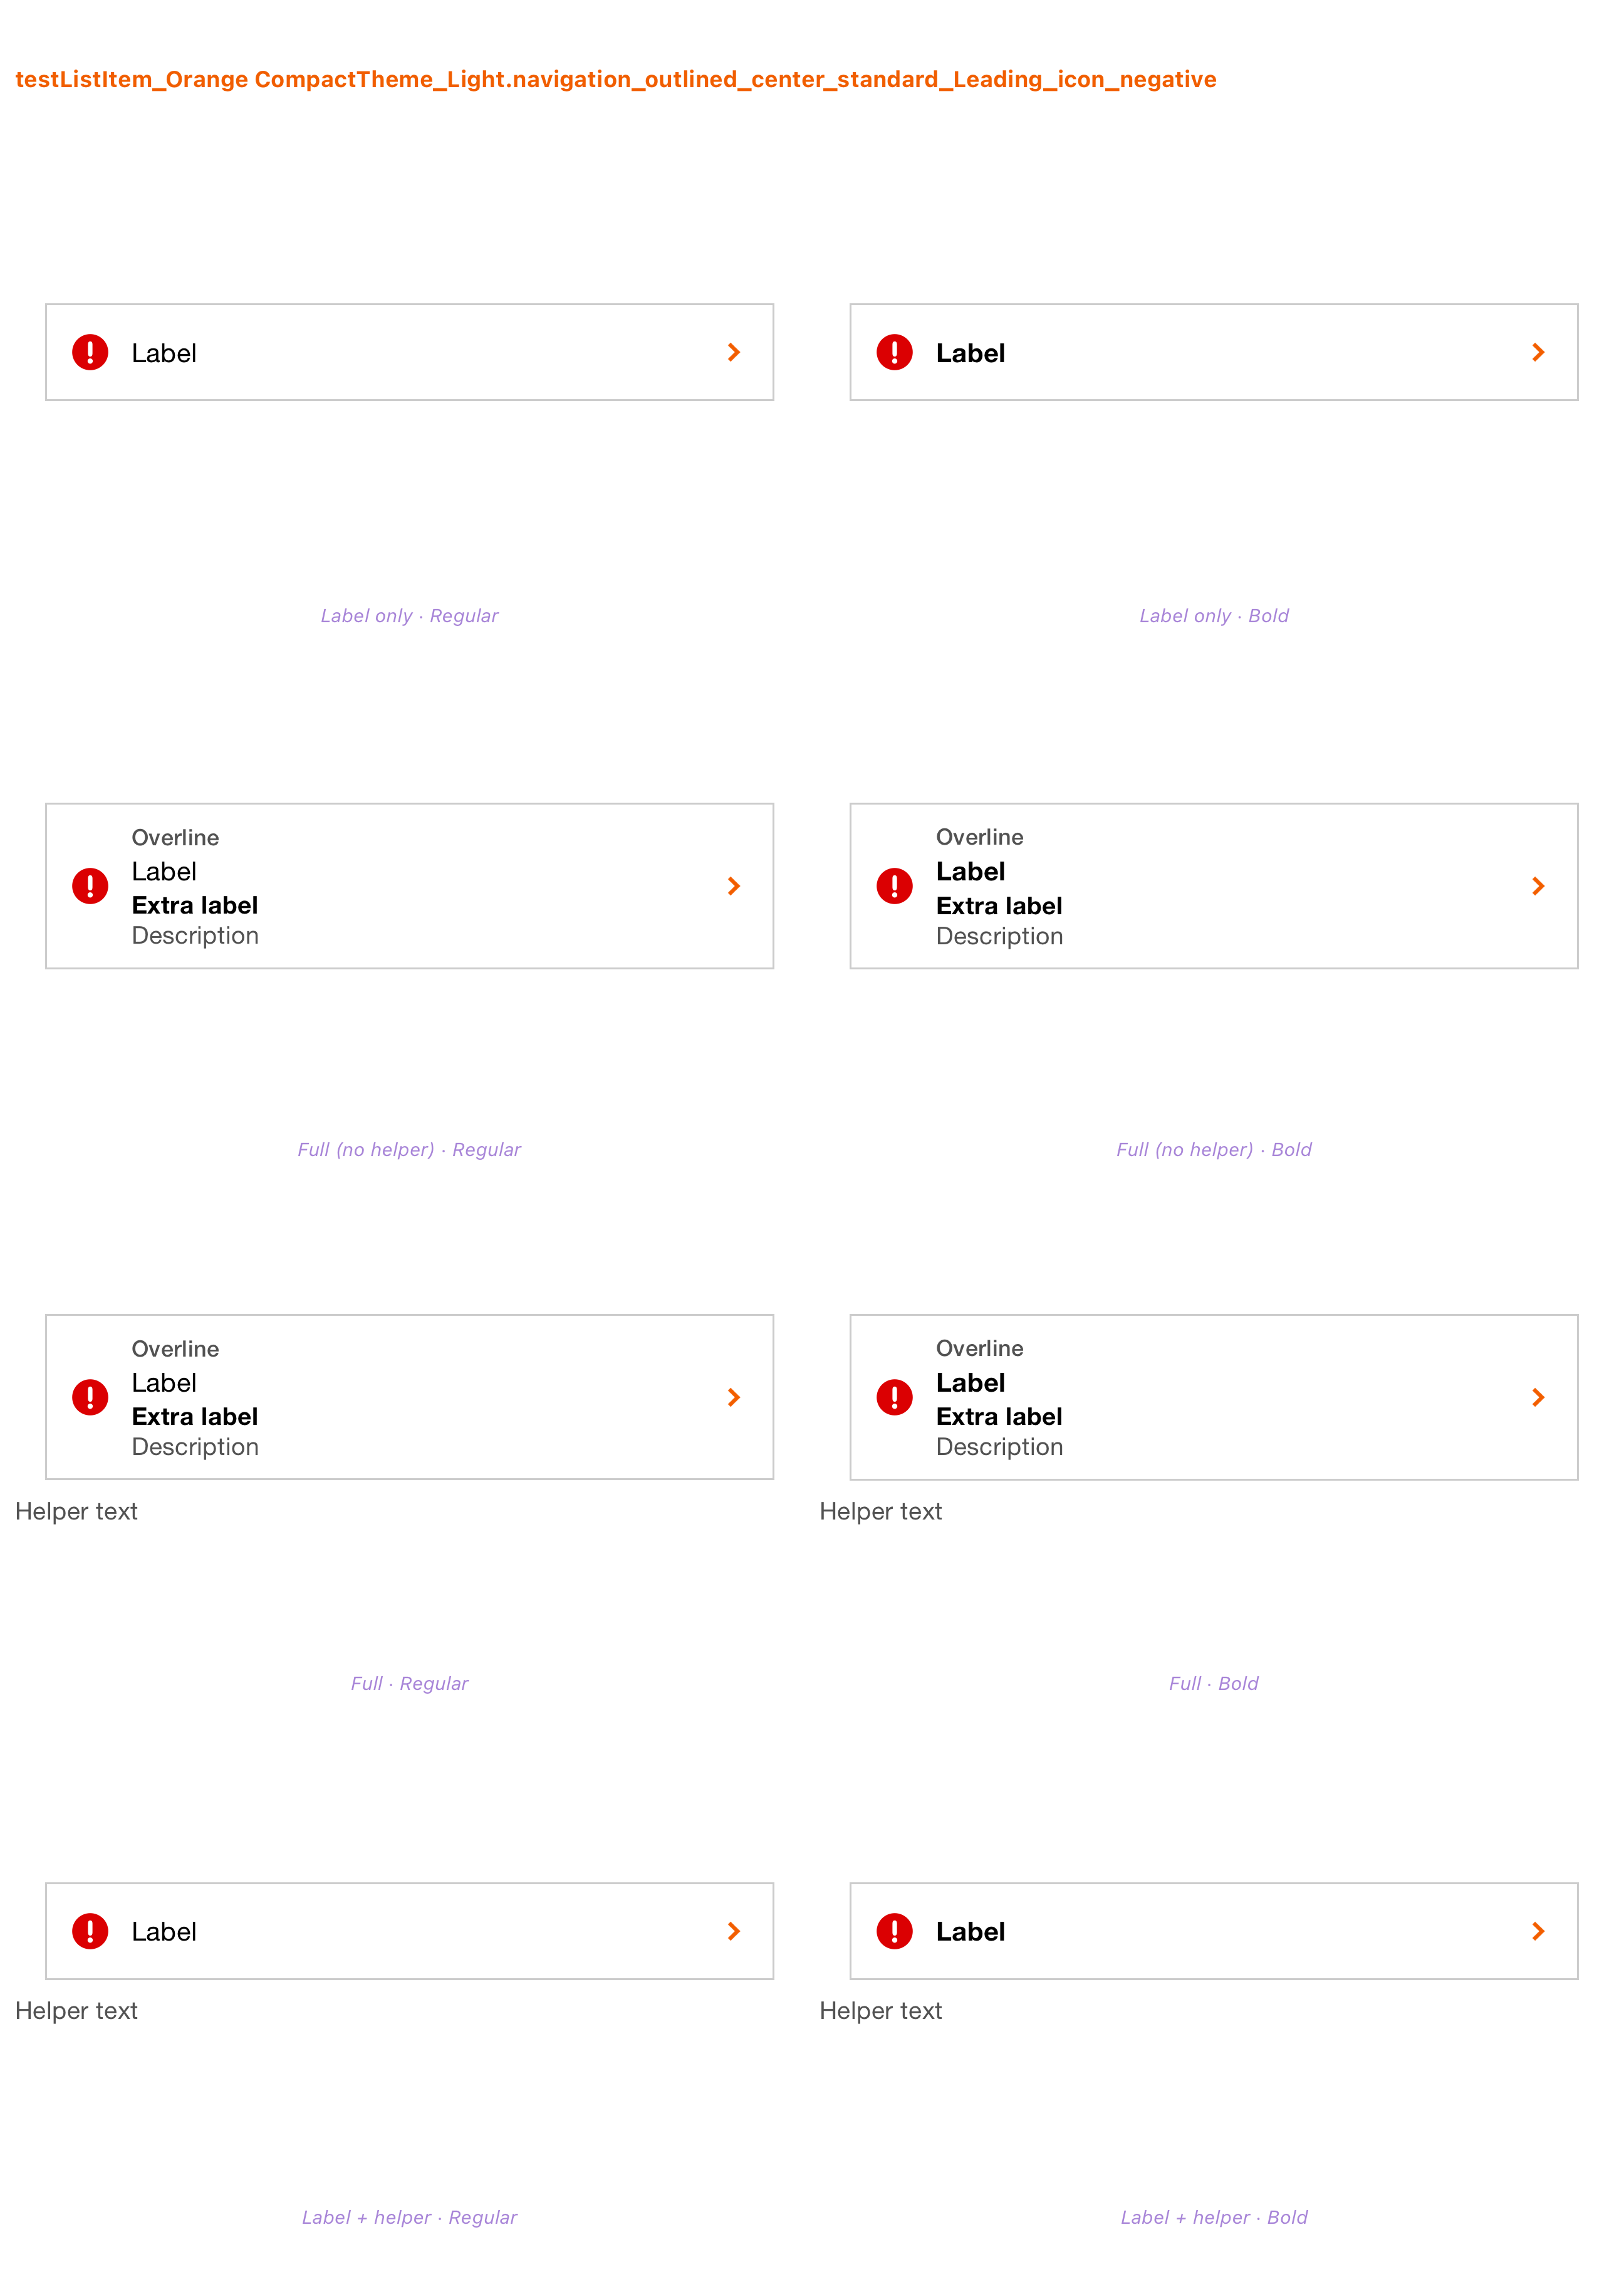 testListItem_Orange CompactTheme_Light.navigation_outlined_center_standard_Leading_icon_negative
Label
Label
Label only · Regular
Label only · Bold
Overline
Label
Extra label
Description
Overline
Label
Extra label
Description
Full (no helper) · Regular
Full (no helper) · Bold
Overline
Label
Extra label
Description
Helper text
Overline
Label
Extra label
Description
Helper text
Full · Regular
Full · Bold
Label
Helper text
Label
Helper text
Label + helper · Regular
Label + helper · Bold